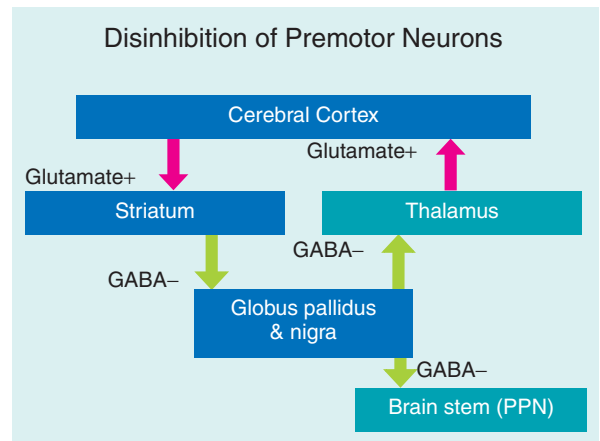 Disinhibition of Premotor Neurons
Cerebral Cortex
Glutamate+
Glutamate+
Striatum
Thalamus
GABA−
GABA−
Globus pallidus
& nigra
GABA−
Brain stem (PPN)